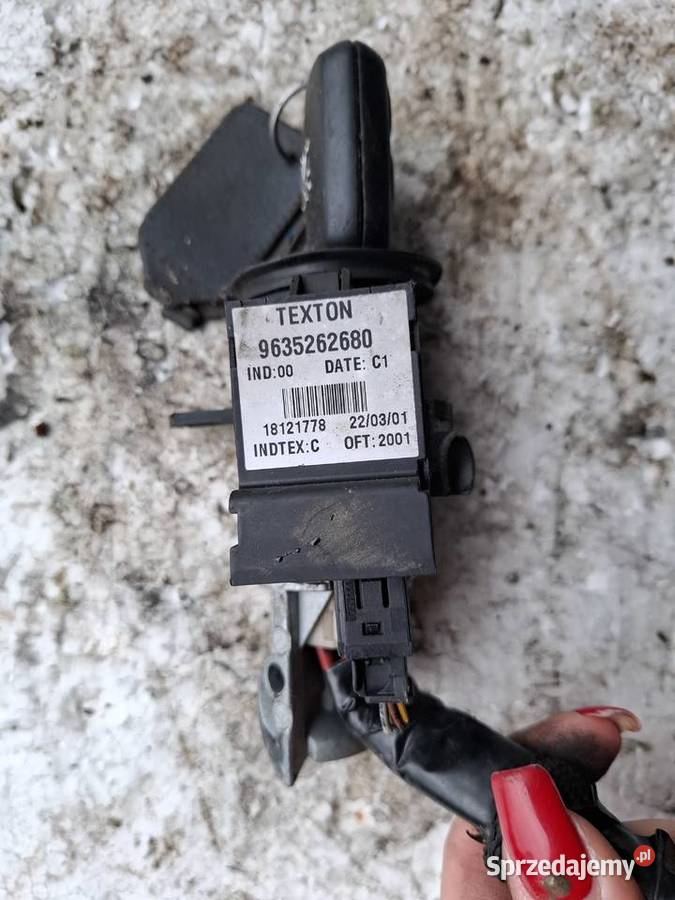 TEXTON
9635262680
IND:00 DATE: C1
18121778 22/03/01
INDTEX:C OFT:2001
Sprzedajemy.pl